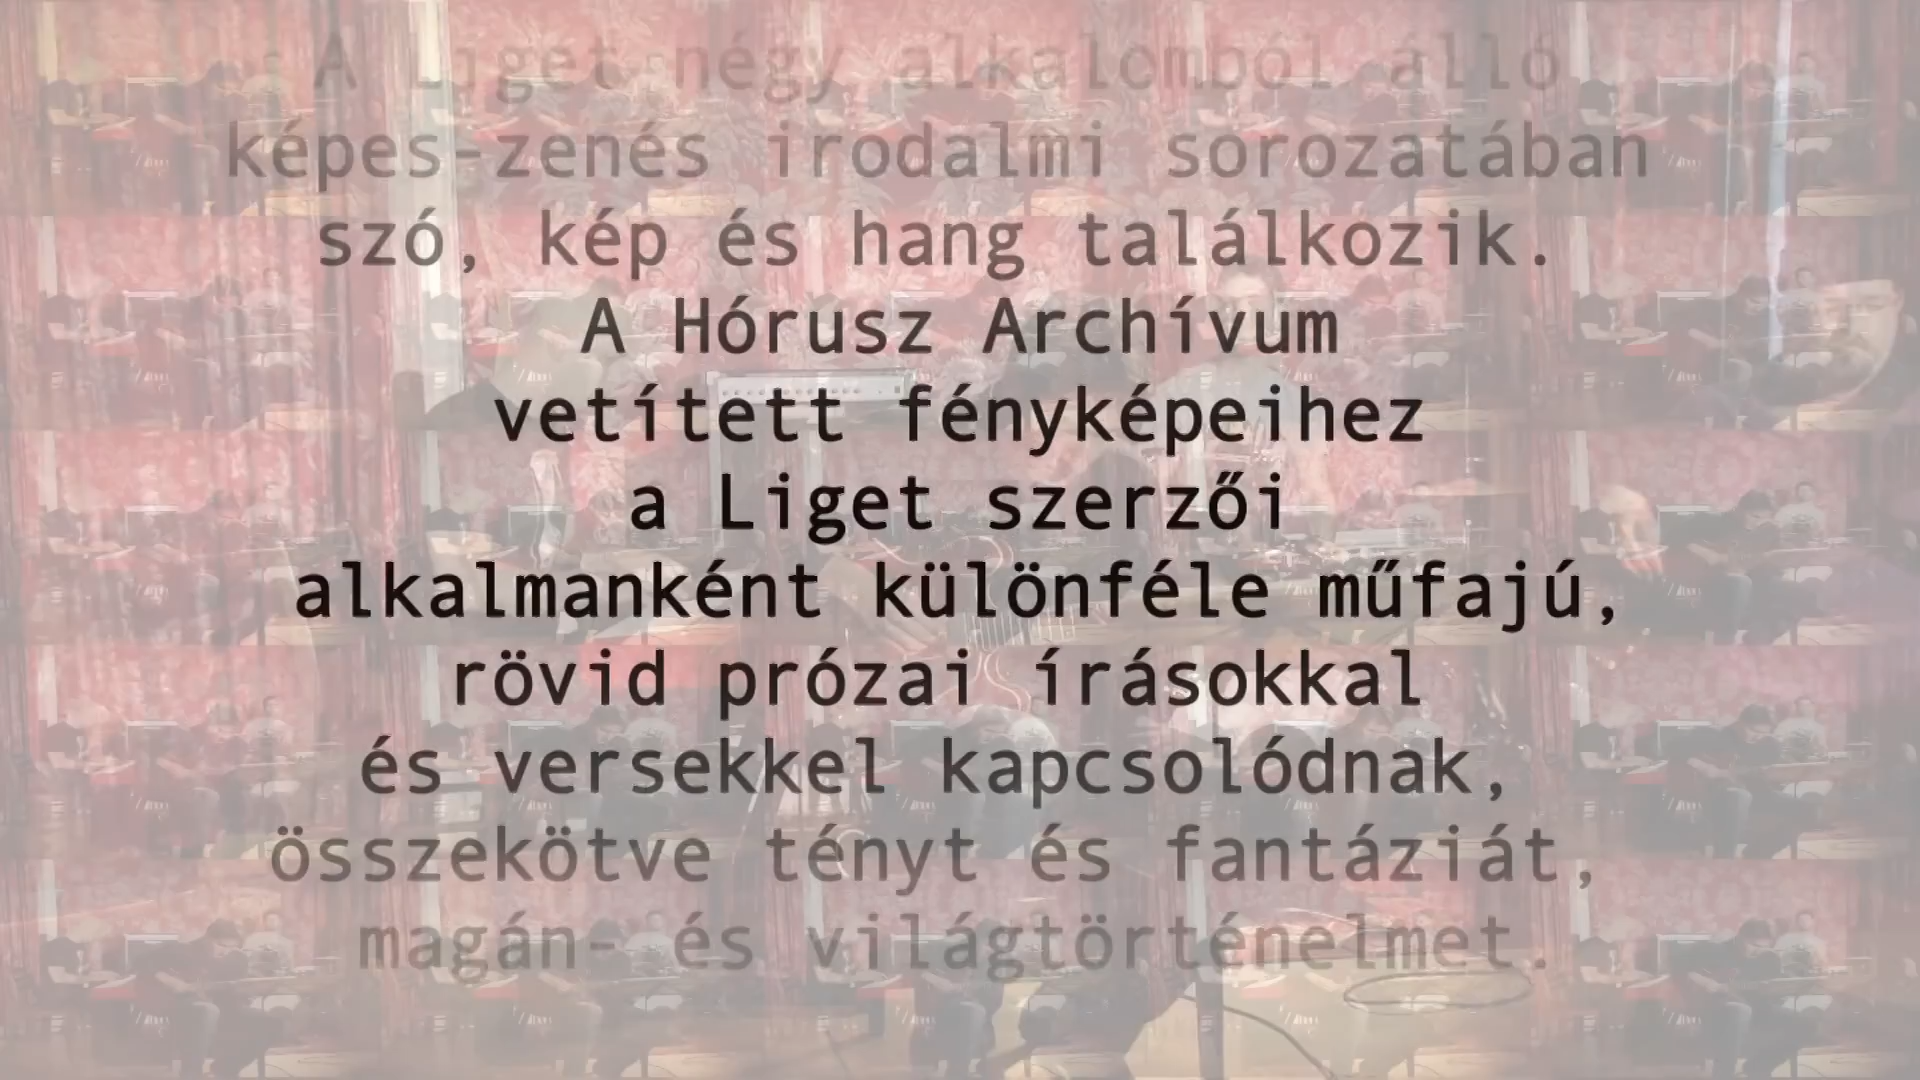 A Liget négy alkalomból álló
képes-zenés irodalmi sorozatában
szó, kép és hang találkozik.
A Hórusz Archívum
vetített fényképeihez
a Liget szerzői
alkalmanként különféle műfajú,
rövid prózai írásokkal
és versekkel kapcsolódnak,
összekötve tényt és fantáziát,
magán- és világtörténelmet.